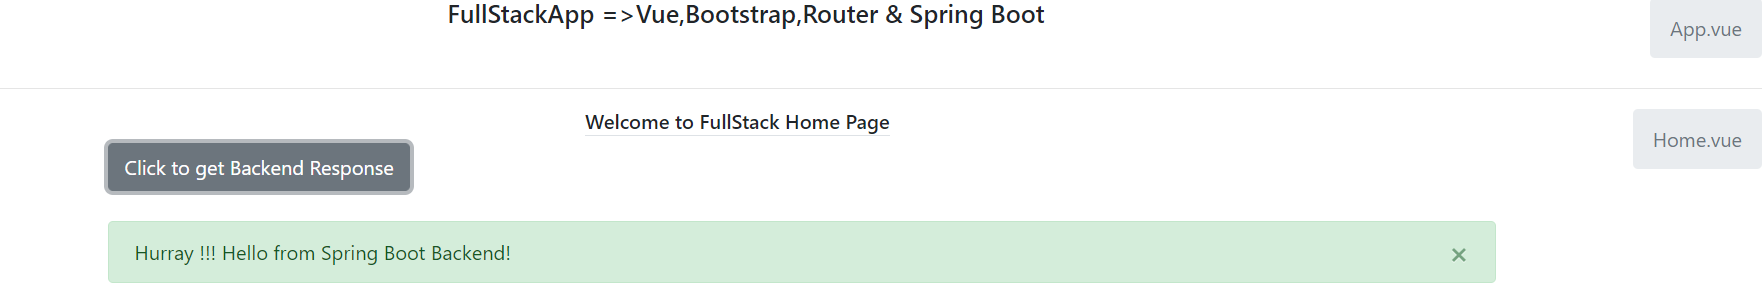 FullStackApp =>Vue,Bootstrap,Router & Spring Boot
App.vue
Welcome to FullStack Home Page
Home.vue
Click to get Backend Response
Hurray !!! Hello from Spring Boot Backend!
×